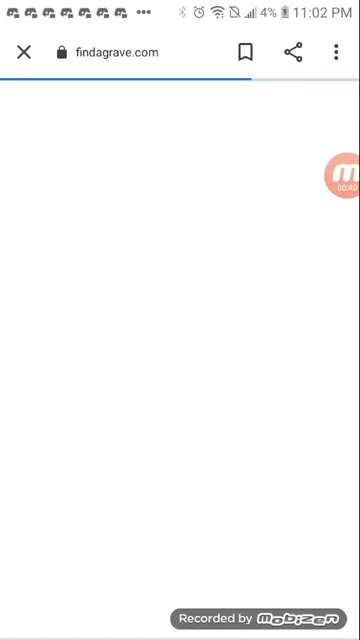 4% 11:02 PM
findagrave.com
m
00:40
Recorded by Mobizen